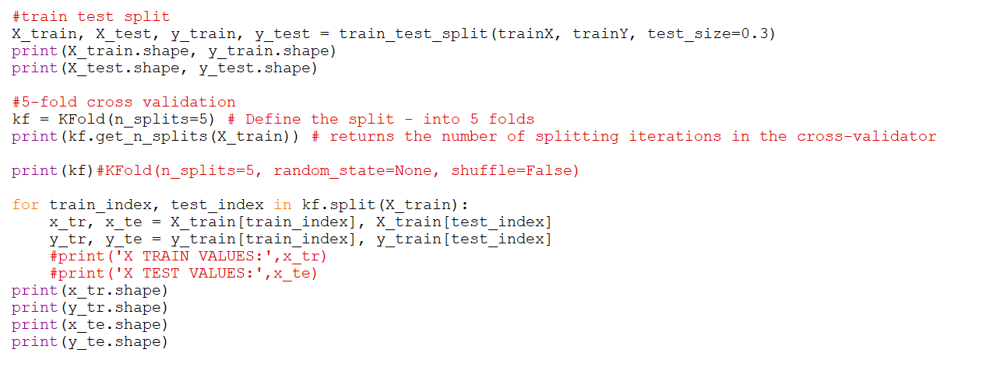 #train test split
X_train, X_test, y_train, y_test = train_test_split(trainX, trainY, test_size=0.3)
print(X_train.shape, y_train.shape)
print(X_test.shape, y_test.shape)

#5-fold cross validation
kf = KFold(n_splits=5) # Define the split - into 5 folds
print(kf.get_n_splits(X_train)) # returns the number of splitting iterations in the cross-validator

print(kf)#KFold(n_splits=5, random_state=None, shuffle=False)

for train_index, test_index in kf.split(X_train):
    x_tr, x_te = X_train[train_index], X_train[test_index]
    y_tr, y_te = y_train[train_index], y_train[test_index]
    #print('X TRAIN VALUES:',x_tr)
    #print('X TEST VALUES:',x_te)
print(x_tr.shape)
print(y_tr.shape)
print(x_te.shape)
print(y_te.shape)